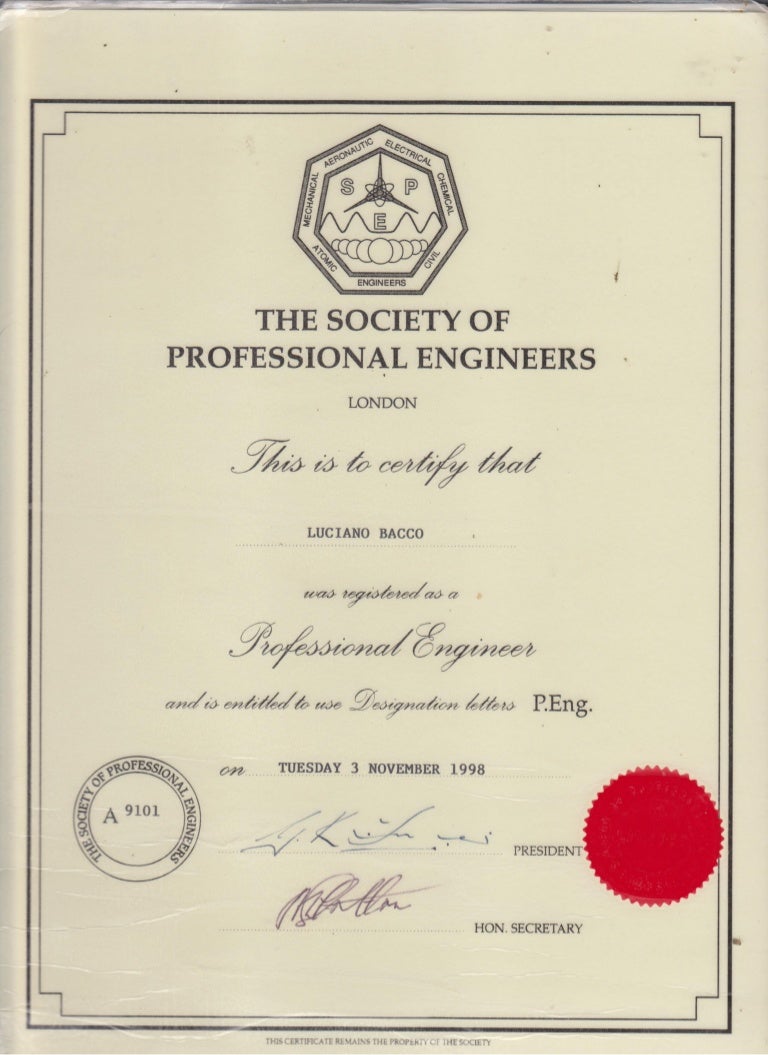 MECHANICAL AERONAUTIC ELECTRICAL CHEMICAL
ATOMIC ENGINEERS CIVIL
S P
E
THE SOCIETY OF
PROFESSIONAL ENGINEERS
LONDON
This is to certify that
LUCIANO BACCO
was registered as a
Professional Engineer
and is entitled to use Designation letters P.Eng.
on TUESDAY 3 NOVEMBER 1998
THE SOCIETY OF PROFESSIONAL ENGINEERS
A 9101
PRESIDENT
HON. SECRETARY
THIS CERTIFICATE REMAINS THE PROPERTY OF THE SOCIETY